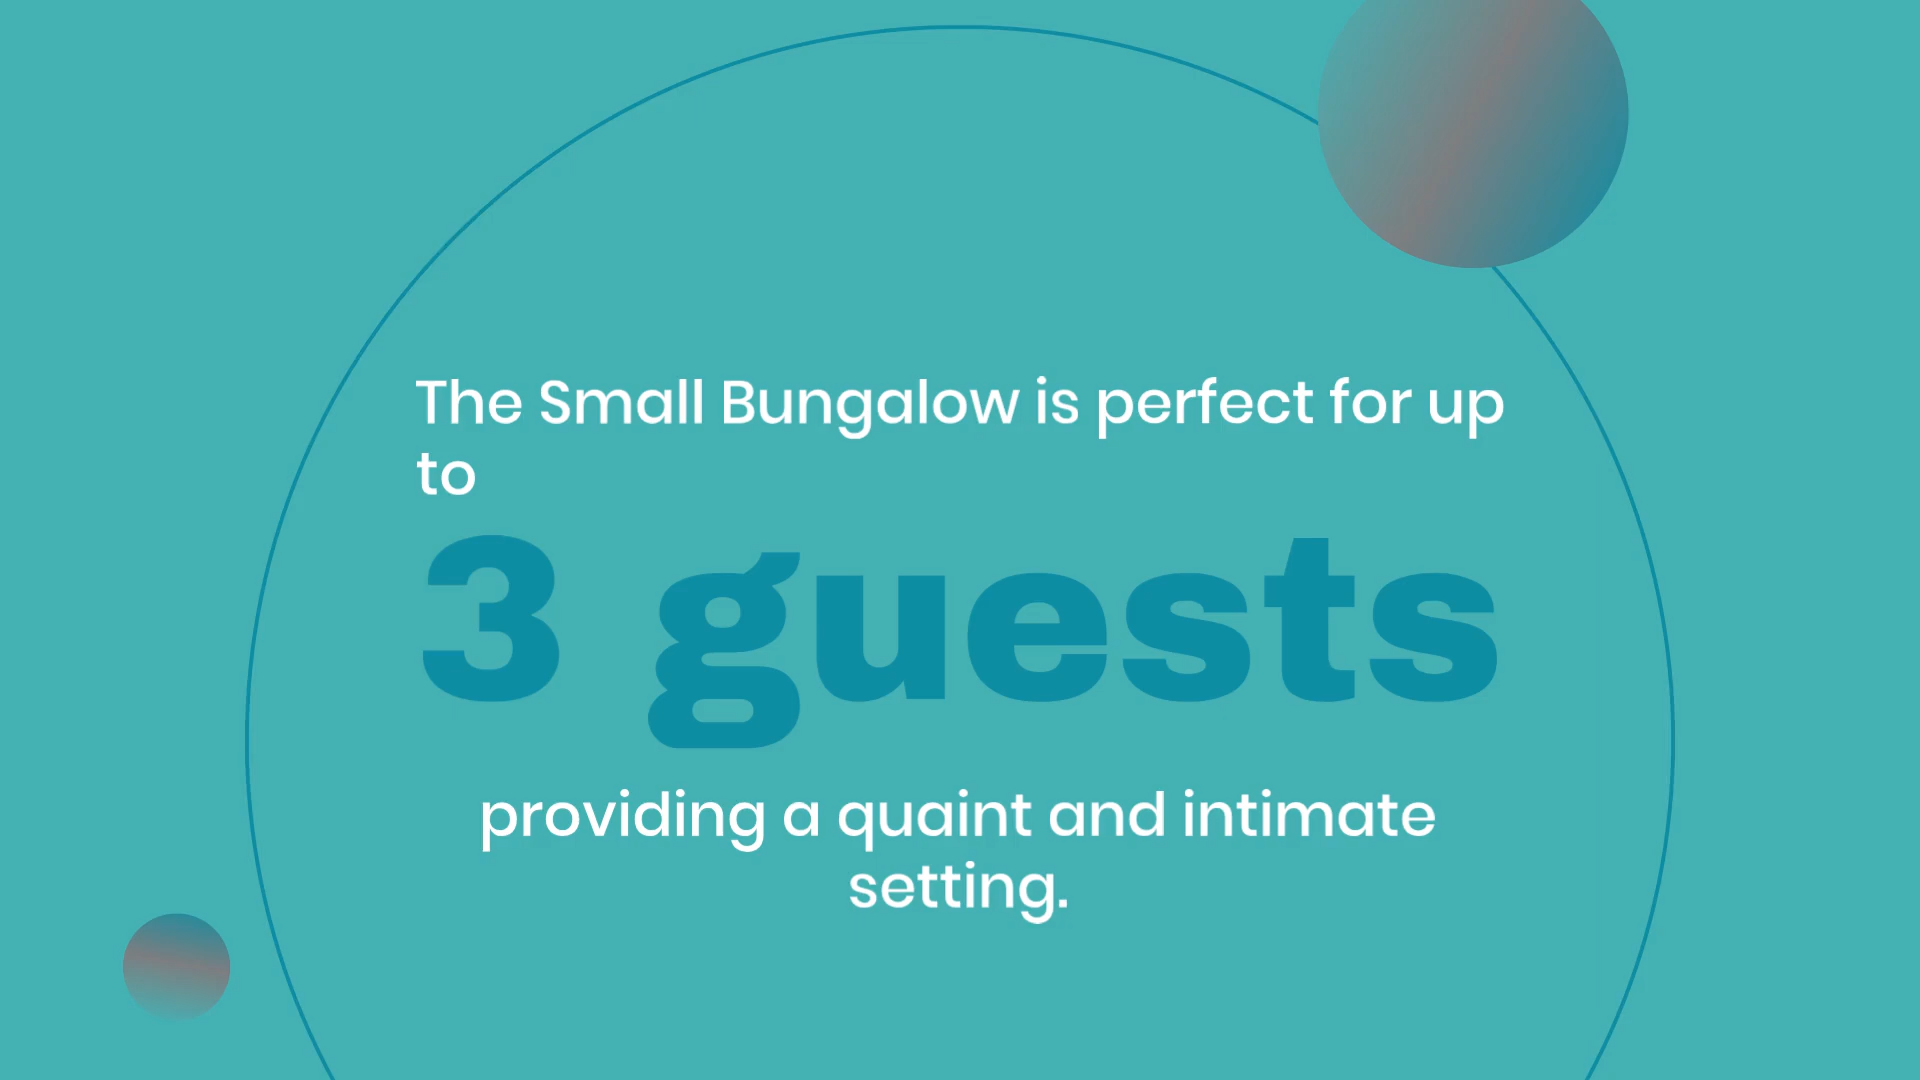 The Small Bungalow is perfect for up
to
3 guests
providing a quaint and intimate
setting.